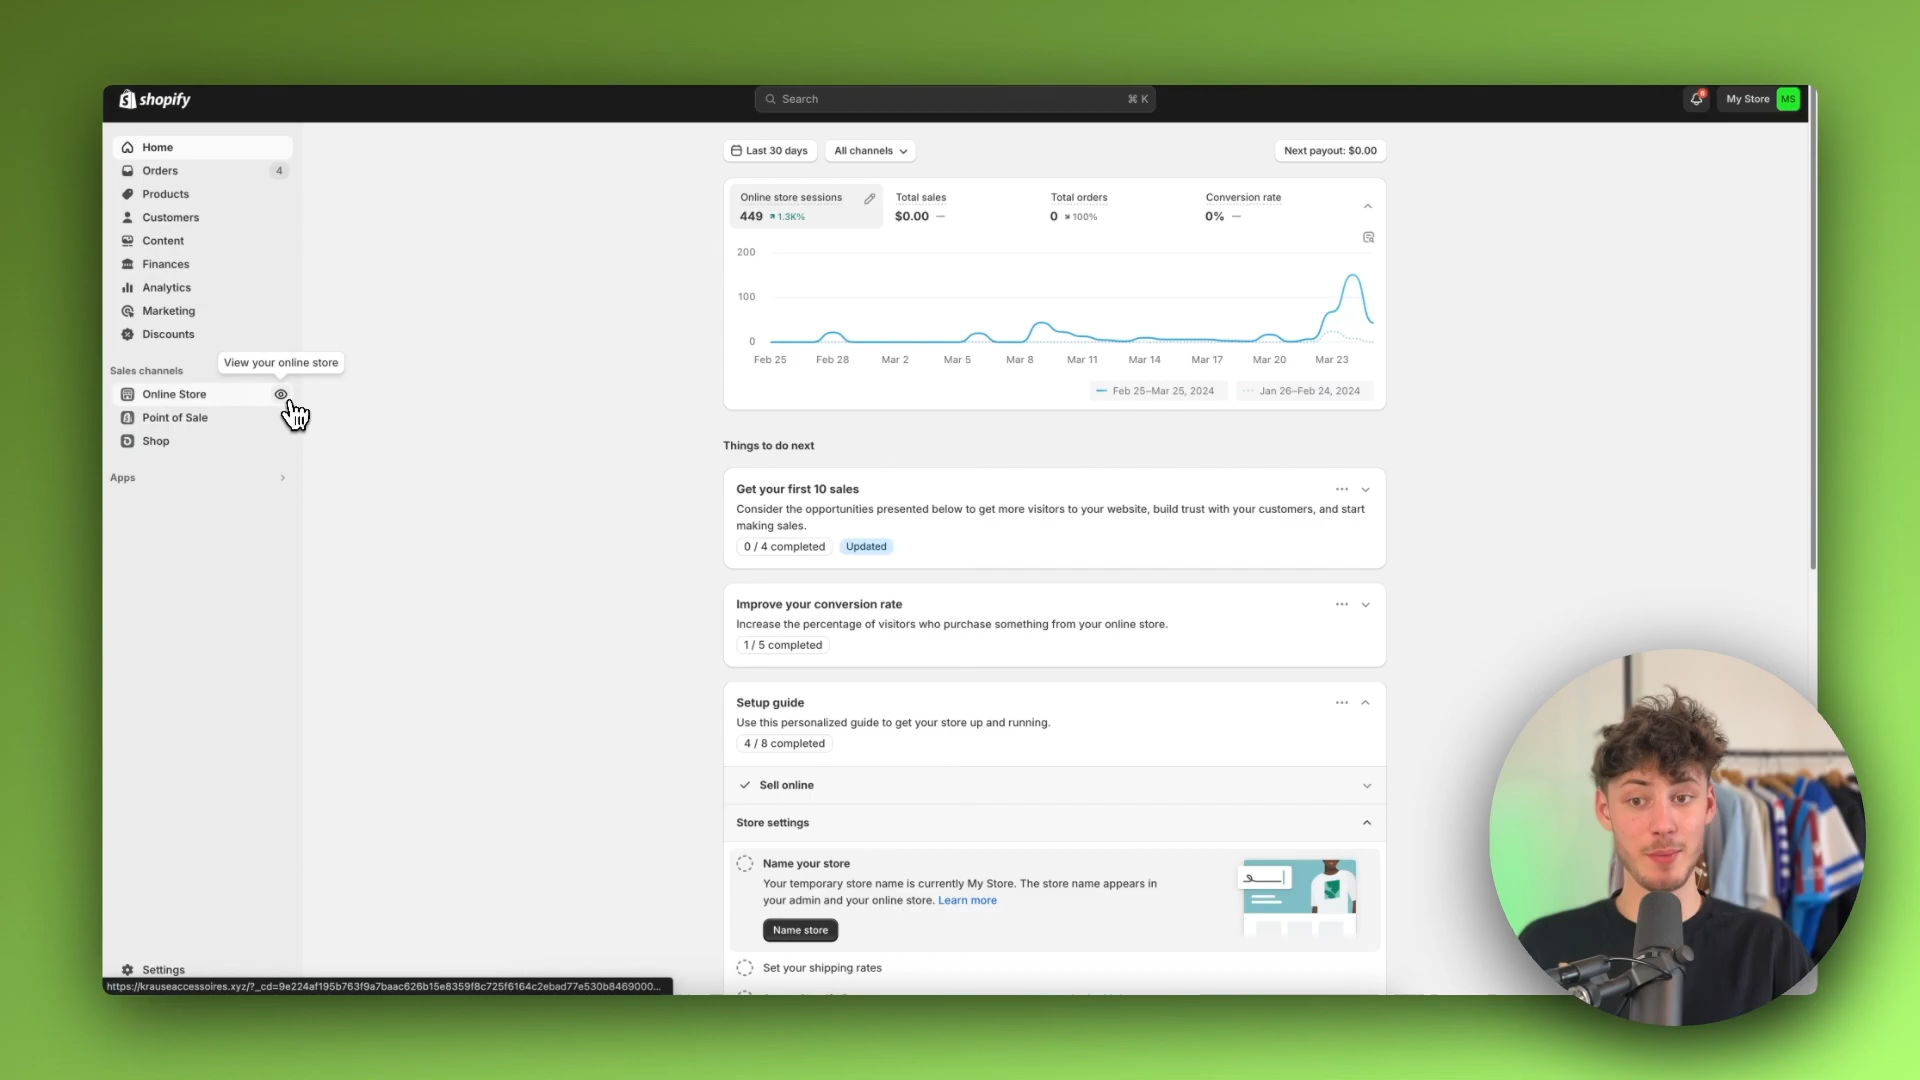 shopify
Search
⌘ K
6
My Store
MS
Home
Orders
4
Products
Customers
Content
Finances
Analytics
Marketing
Discounts
Sales channels
View your online store
Online Store
Point of Sale
Shop
Apps
Settings
https://krauseaccessoires.xyz/?_cd=9e224af195b763f9a7baac626b15e8359f8c725f6164c2ebad77e530b8469000...
Last 30 days
All channels
Next payout: $0.00
Online store sessions
449
1.3K%
Total sales
$0.00 —
Total orders
0
100%
Conversion rate
0% —
200
100
0
Feb 25
Feb 28
Mar 2
Mar 5
Mar 8
Mar 11
Mar 14
Mar 17
Mar 20
Mar 23
Feb 25–Mar 25, 2024
Jan 26–Feb 24, 2024
Things to do next
Get your first 10 sales
Consider the opportunities presented below to get more visitors to your website, build trust with your customers, and start
making sales.
0 / 4 completed
Updated
Improve your conversion rate
Increase the percentage of visitors who purchase something from your online store.
1 / 5 completed
Setup guide
Use this personalized guide to get your store up and running.
4 / 8 completed
Sell online
Store settings
Name your store
Your temporary store name is currently My Store. The store name appears in
your admin and your online store. Learn more
Name store
Set your shipping rates